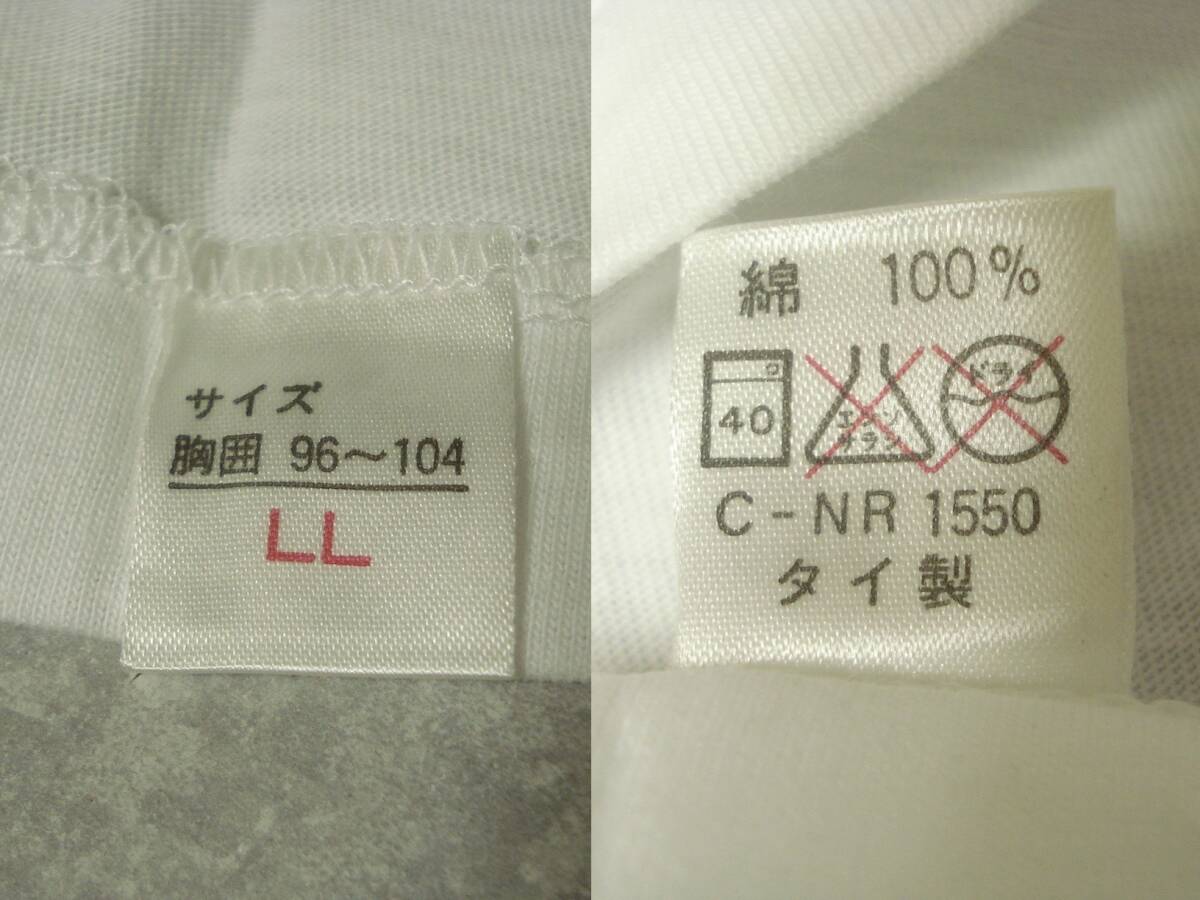 サイズ
胸囲 96～104
LL
綿 100%
40 エンソ サラシ ドライ
C-NR 1550
タイ製